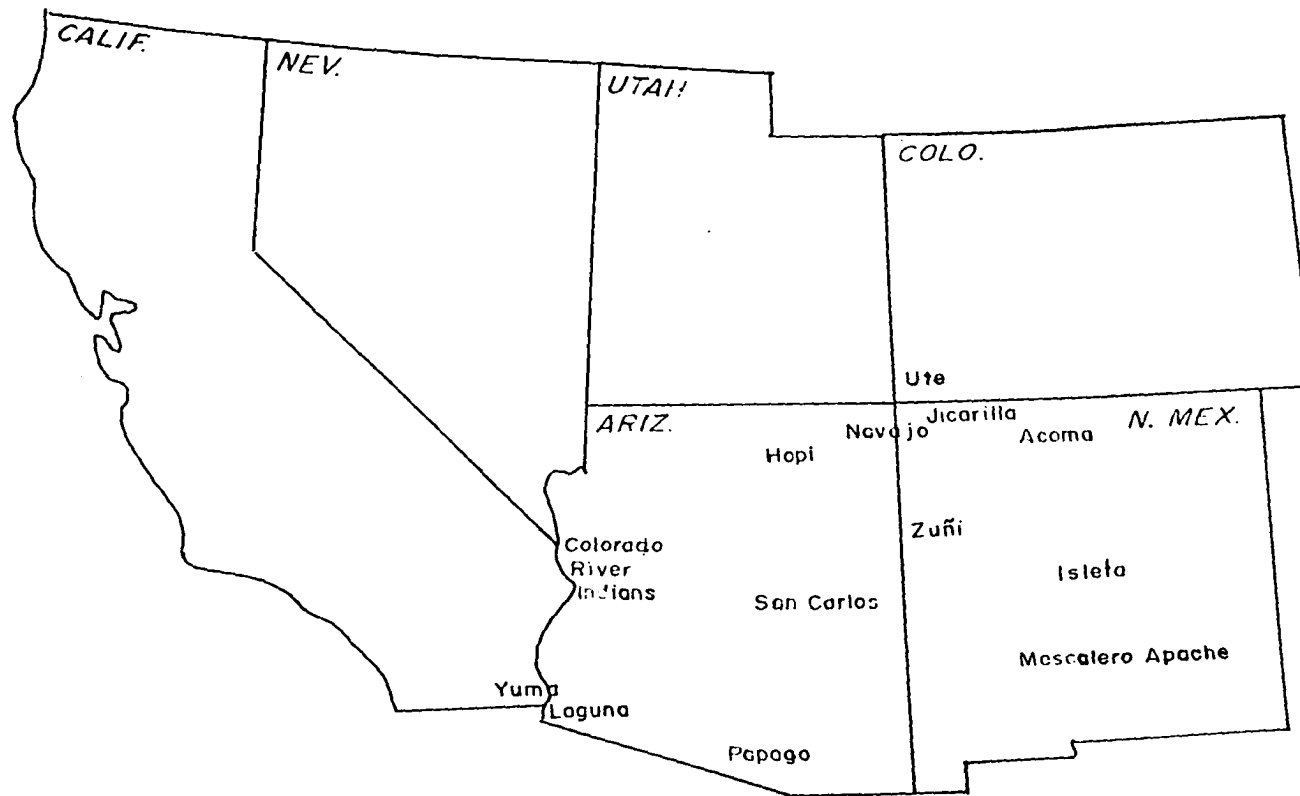 CALIF.
NEV.
UTAH
COLO.
Ute
ARIZ.
Navajo
Jicarilla
Acoma
N. MEX.
Hopi
Zuñi
Colorado
River
Indians
Isleta
San Carlos
Mescalero Apache
Yuma
Laguna
Papago